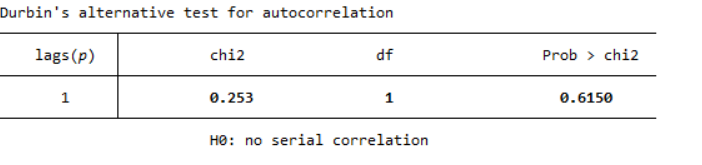 Durbin's alternative test for autocorrelation
lags(p) chi2 df Prob > chi2
1 0.253 1 0.6150
H0: no serial correlation